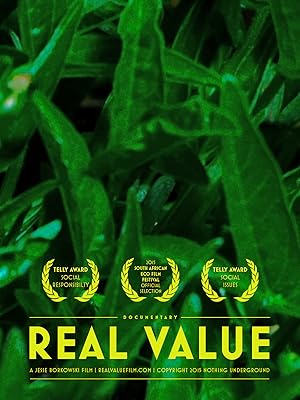 TELLY AWARD
SOCIAL
RESPONSIBILTY
2015
SOUTH AFRICAN
ECO FILM
FESTIVAL
OFFICIAL
SELECTION
TELLY AWARD
SOCIAL
ISSUES
DOCUMENTARY
REAL VALUE
A JESSE BORKOWSKI FILM | REALVALUEFILM.COM | COPYRIGHT 2015 NOTHING UNDERGROUND